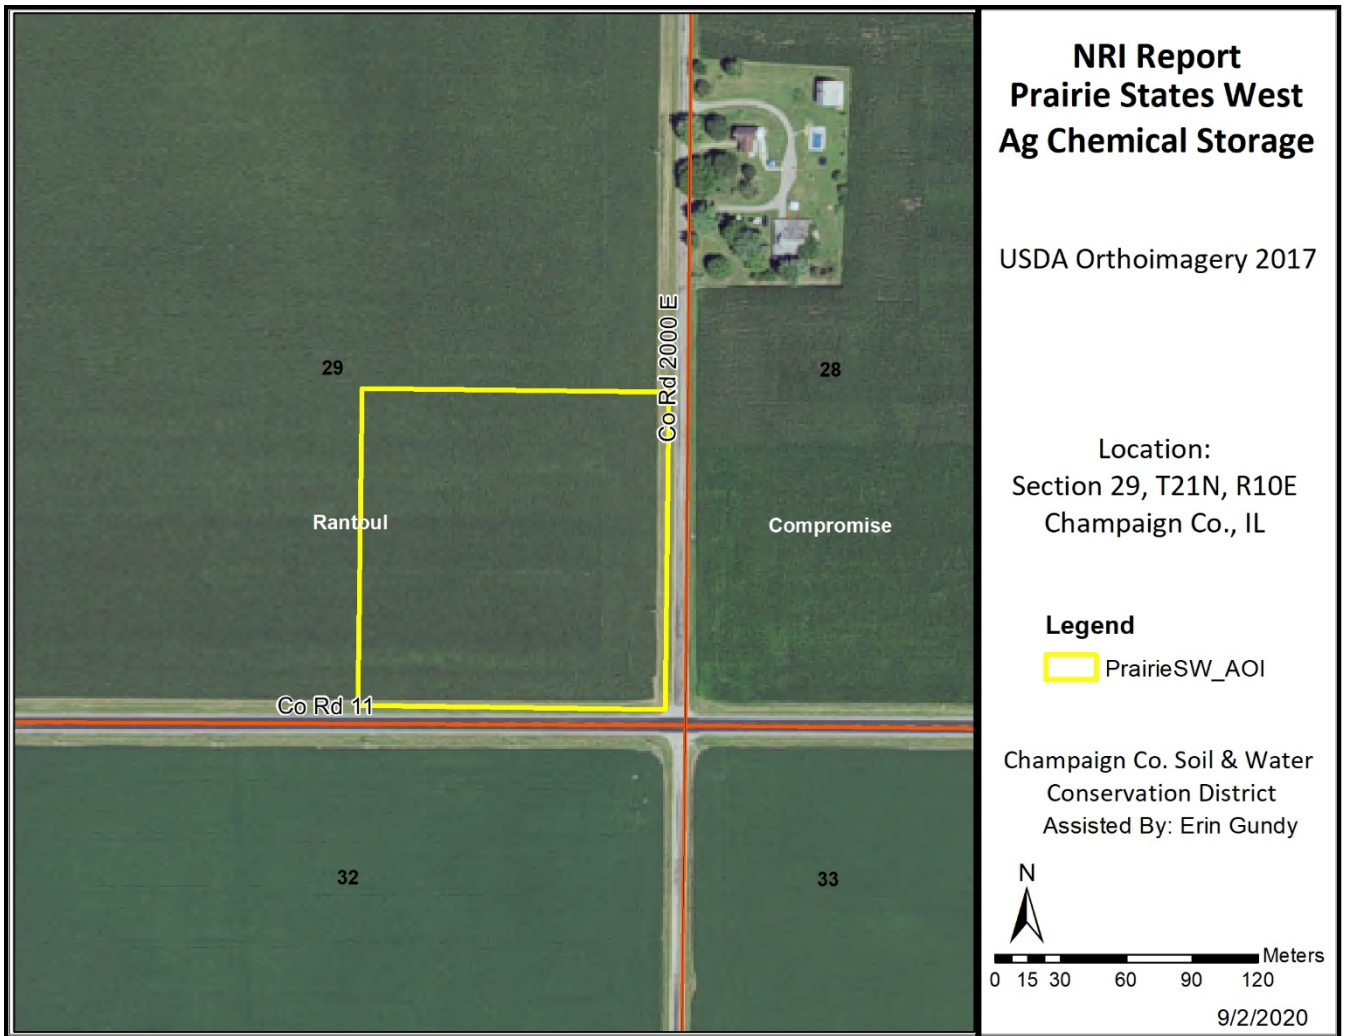 NRI Report
Prairie States West
Ag Chemical Storage
USDA Orthoimagery 2017
Location:
Section 29, T21N, R10E
Champaign Co., IL
Legend
PrairieSW_AOI
Champaign Co. Soil & Water
Conservation District
Assisted By: Erin Gundy
N
Meters
0 15 30 60 90 120
9/2/2020
Co Rd 2000 E
29
28
Rantoul
Compromise
Co Rd 11
32
33